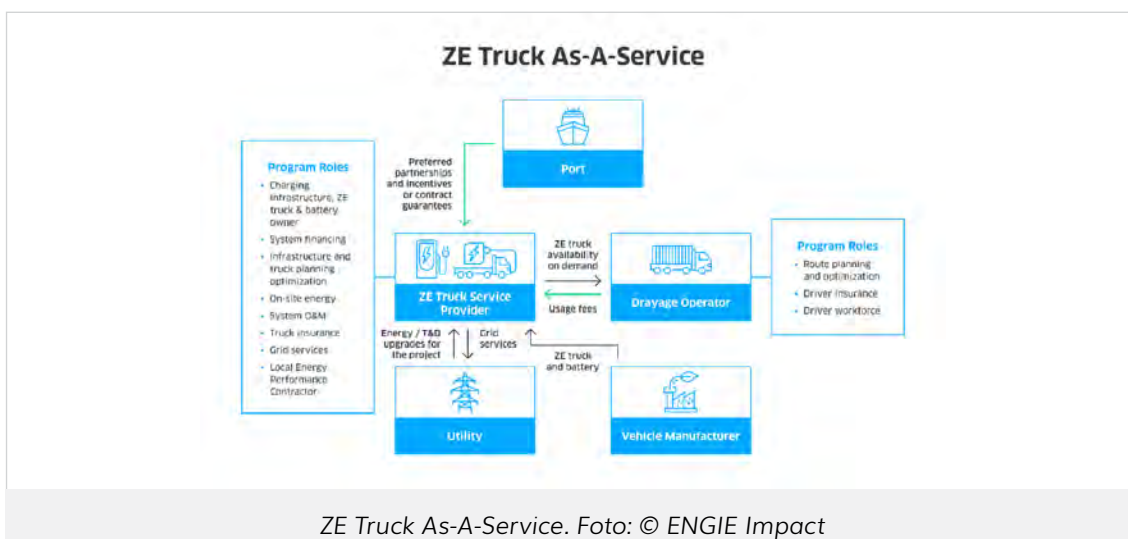 ZE Truck As-A-Service
Port
Preferred
partnerships
and incentives
or contract
guarantees
Program Roles
• Charging
infrastructure, ZE
truck & battery
owner
• System financing
• Infrastructure and
truck planning
optimization
• On-site energy
• System O&M
• Truck insurance
• Grid services
• Local Energy
Performance
Contractor
ZE Truck Service
Provider
ZE truck
availability
on demand
Usage fees
Drayage Operator
Program Roles
• Route planning
and optimization
• Driver insurance
• Driver workforce
Energy / T&D
upgrades for
the project
Grid
services
ZE truck
and battery
Utility
Vehicle Manufacturer
ZE Truck As-A-Service. Foto: © ENGIE Impact